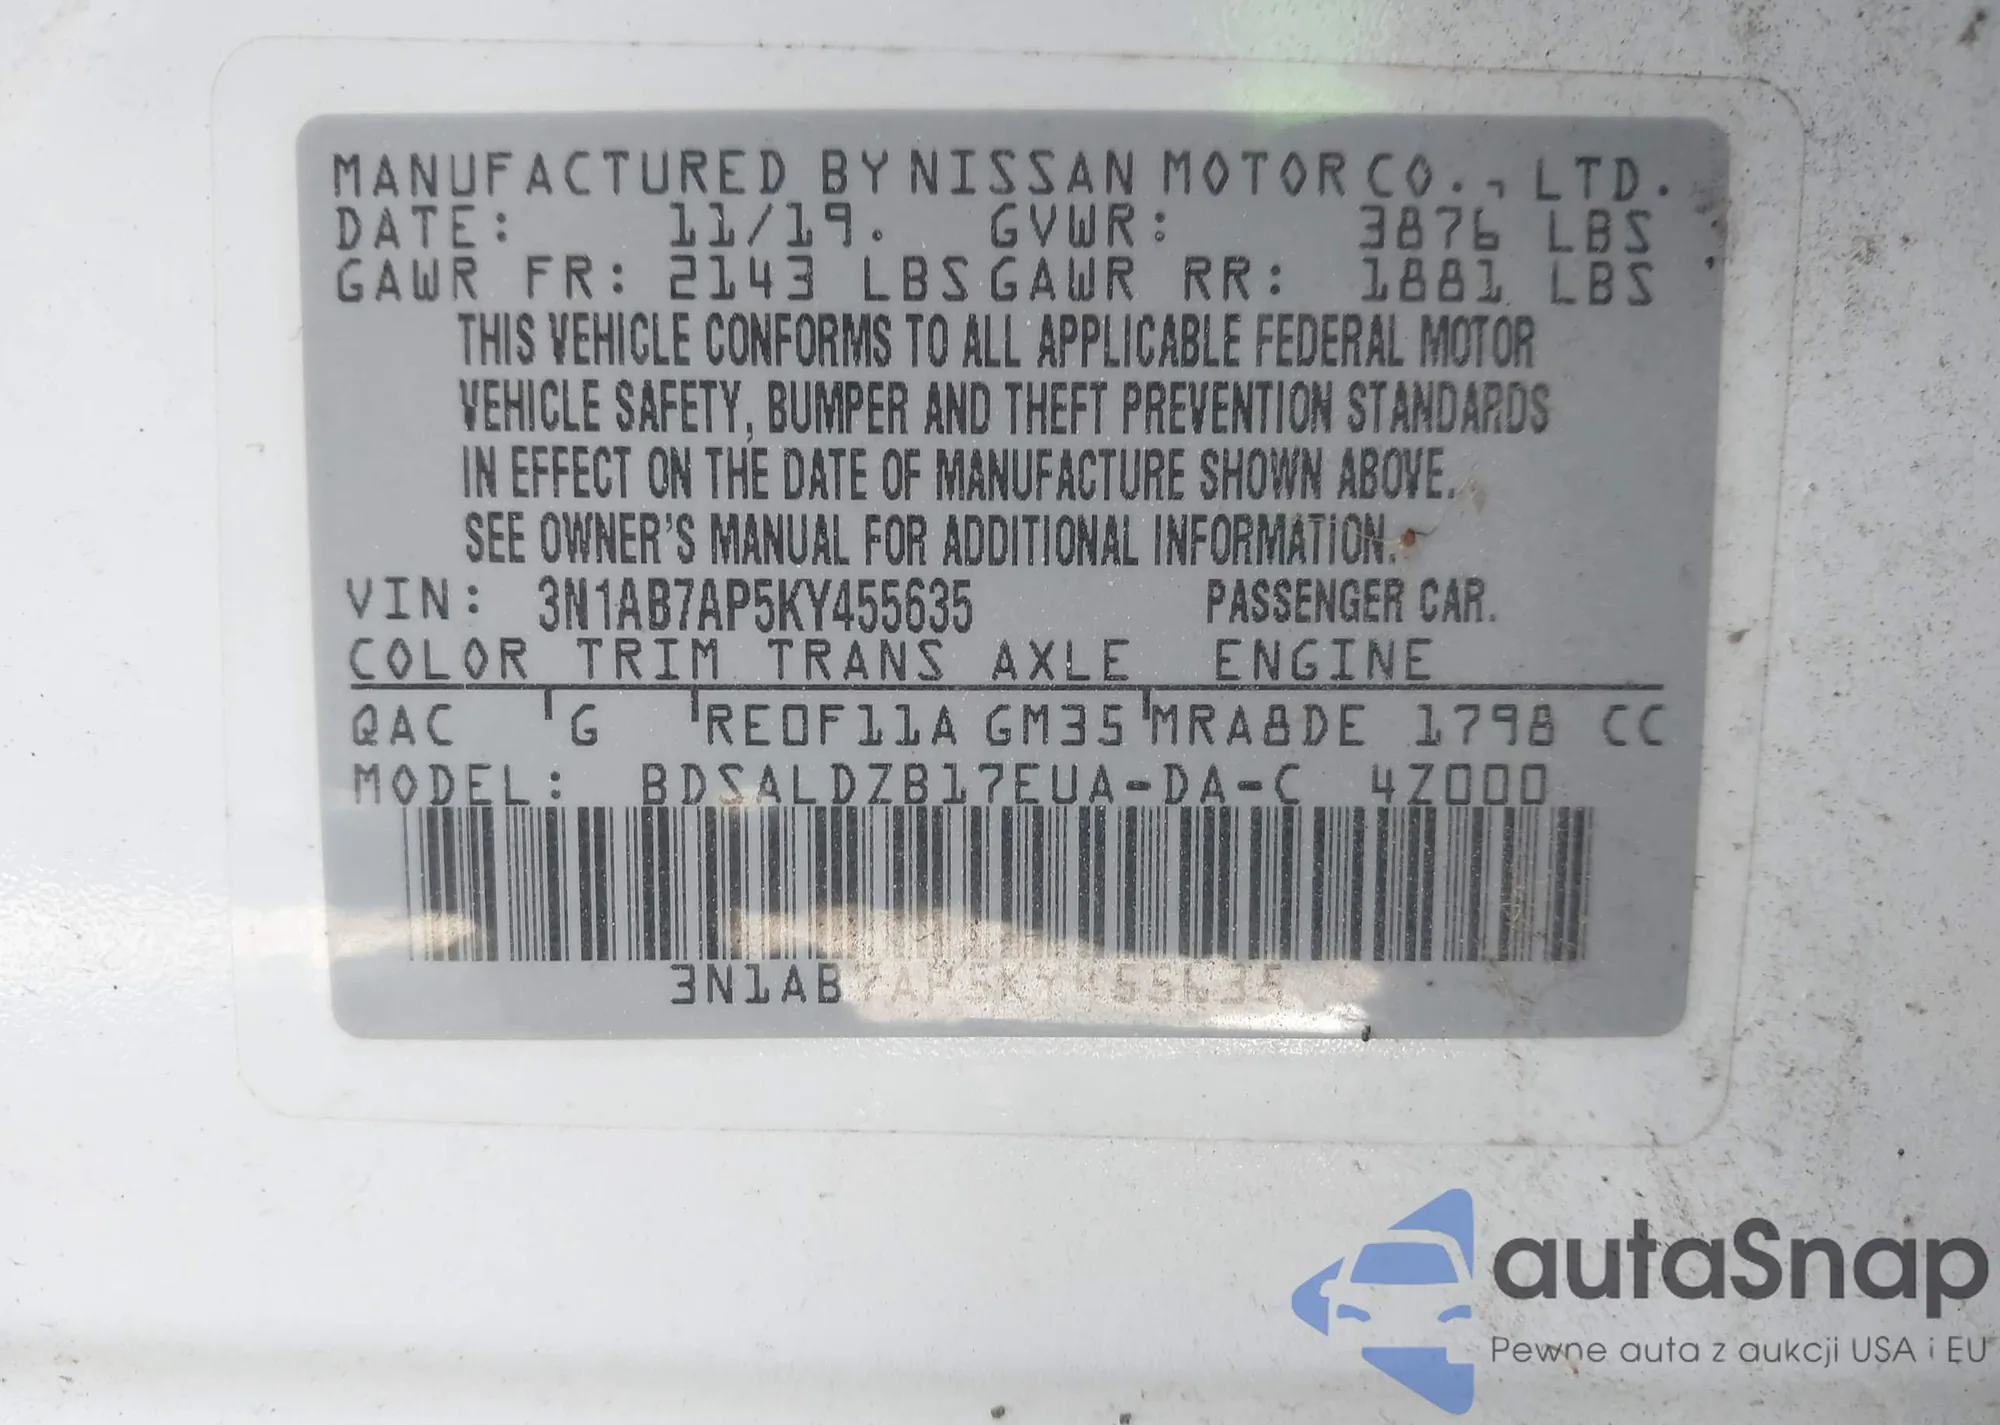 MANUFACTURED BY NISSAN MOTOR CO., LTD.
DATE: 11/19. GVWR: 3876 LBS
GAWR FR: 2143 LBS GAWR RR: 1881 LBS
THIS VEHICLE CONFORMS TO ALL APPLICABLE FEDERAL MOTOR
VEHICLE SAFETY, BUMPER AND THEFT PREVENTION STANDARDS
IN EFFECT ON THE DATE OF MANUFACTURE SHOWN ABOVE.
SEE OWNER'S MANUAL FOR ADDITIONAL INFORMATION.
VIN: 3N1AB7AP5KY455635 PASSENGER CAR.
COLOR TRIM TRANS AXLE ENGINE
QAC G RE0F11A GM35 MRA8DE 1798 CC
MODEL: BDSALDZB17EUA-DA-C 4Z000
3N1AB7AP5KY455635
autaSnap
Pewne auta z aukcji USA i EU